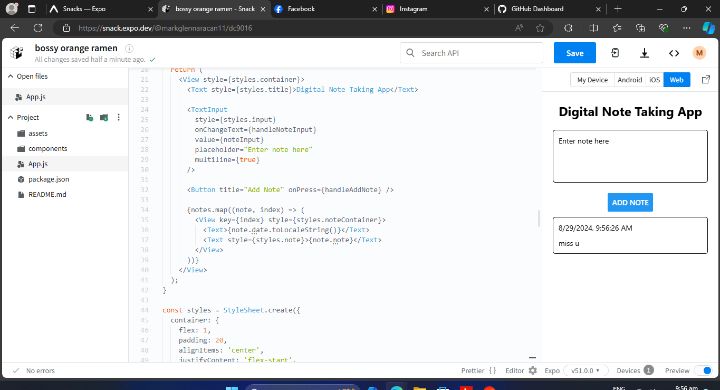 Snacks — Expo
bossy orange ramen - Snack
Facebook
Instagram
GitHub Dashboard
https://snack.expo.dev/@markglennsaracan11/dc9016
bossy orange ramen
All changes saved half a minute ago.
Search API
Save
M
Open files
App.js
Project
assets
components
App.js
package.json
README.md
20 return (
21 <View style={styles.container}>
22 <Text style={styles.title}>Digital Note Taking App</Text>
23
24 <TextInput
25 style={styles.input}
26 onChangeText={handleNoteInput}
27 value={noteInput}
28 placeholder="Enter note here"
29 multiline={true}
30 />
31
32 <Button title="Add Note" onPress={handleAddNote} />
33
34 {notes.map((note, index) => (
35 <View key={index} style={styles.noteContainer}>
36 <Text>{note.date.toLocaleString()}</Text>
37 <Text style={styles.note}>{note.note}</Text>
38 </View>
39 ))}
40 </View>
41 );
42 }
43
44 const styles = StyleSheet.create({
45 container: {
46 flex: 1,
47 padding: 20,
48 alignItems: 'center',
49 justifyContent: 'flex-start',
My Device
Android
iOS
Web
Digital Note Taking App
Enter note here
ADD NOTE
8/29/2024, 9:56:26 AM
miss u
No errors
Prettier {}
Editor
Expo
v51.0.0
Devices 1
Preview
ENG
9:56 am